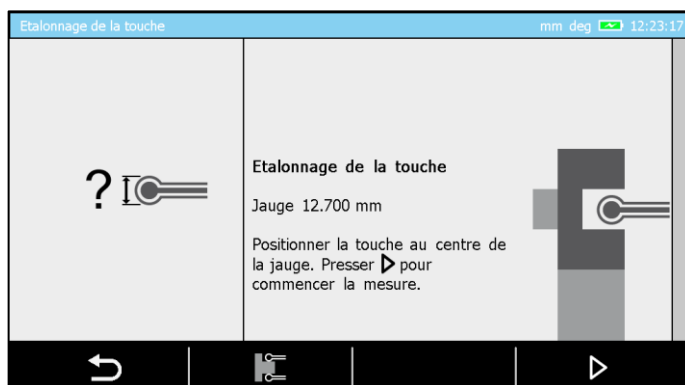 Etalonnage de la touche
mm deg 12:23:17
?
Etalonnage de la touche
Jauge 12.700 mm
Positionner la touche au centre de
la jauge. Presser ▷ pour
commencer la mesure.